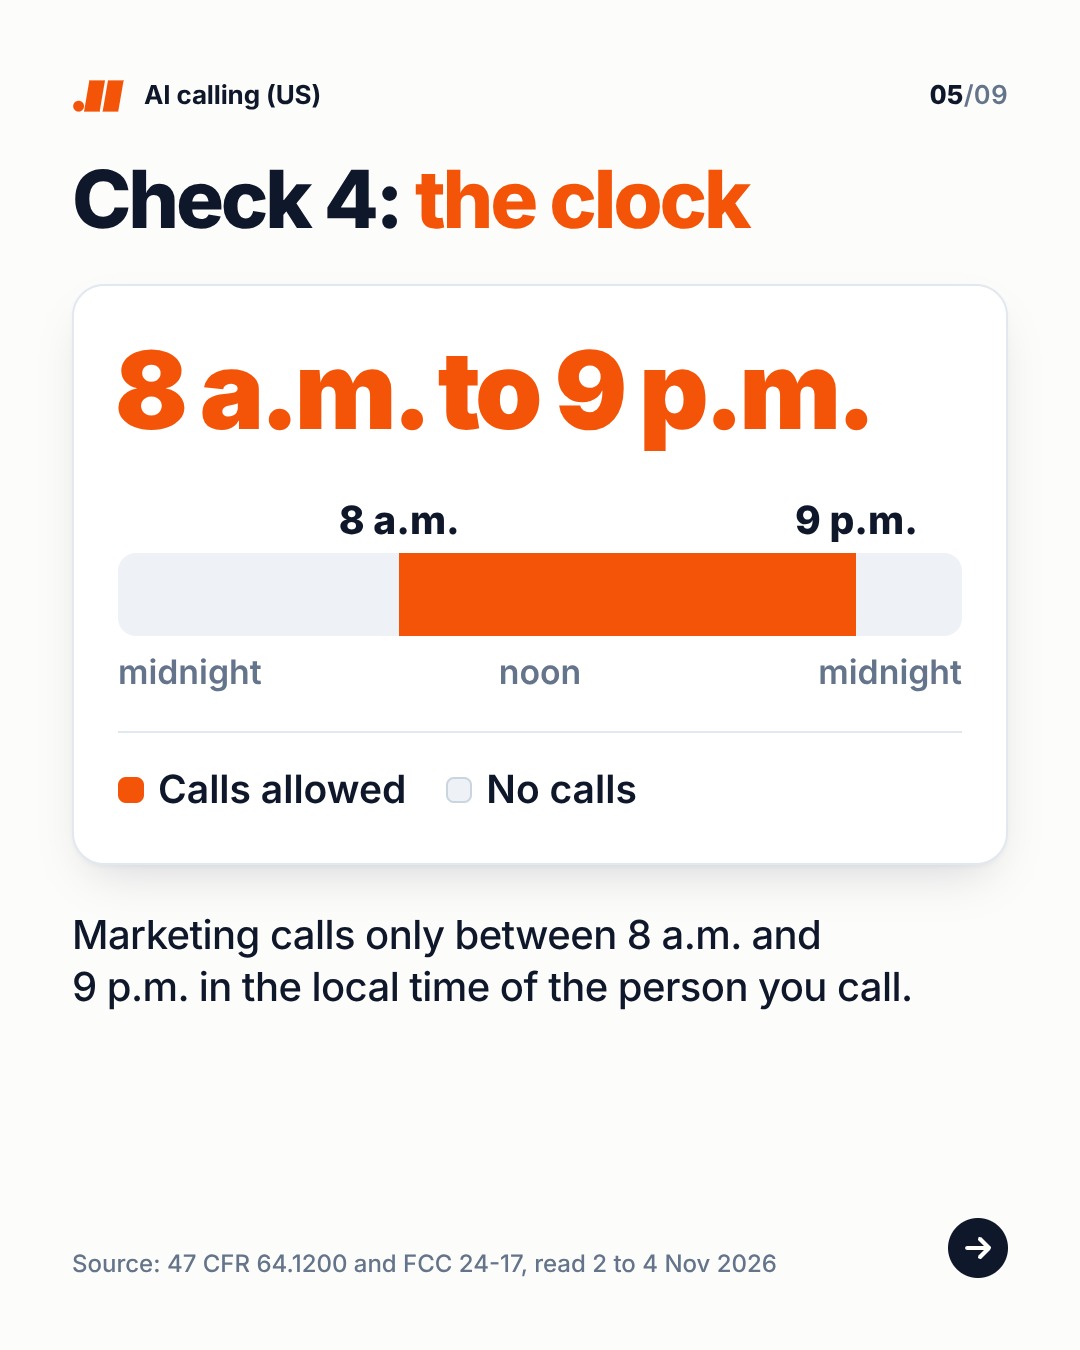 AI calling (US)
05/09
Check 4: the clock
8 a.m. to 9 p.m.
8 a.m. 9 p.m.
midnight noon midnight
Calls allowed No calls
Marketing calls only between 8 a.m. and
9 p.m. in the local time of the person you call.
Source: 47 CFR 64.1200 and FCC 24-17, read 2 to 4 Nov 2026